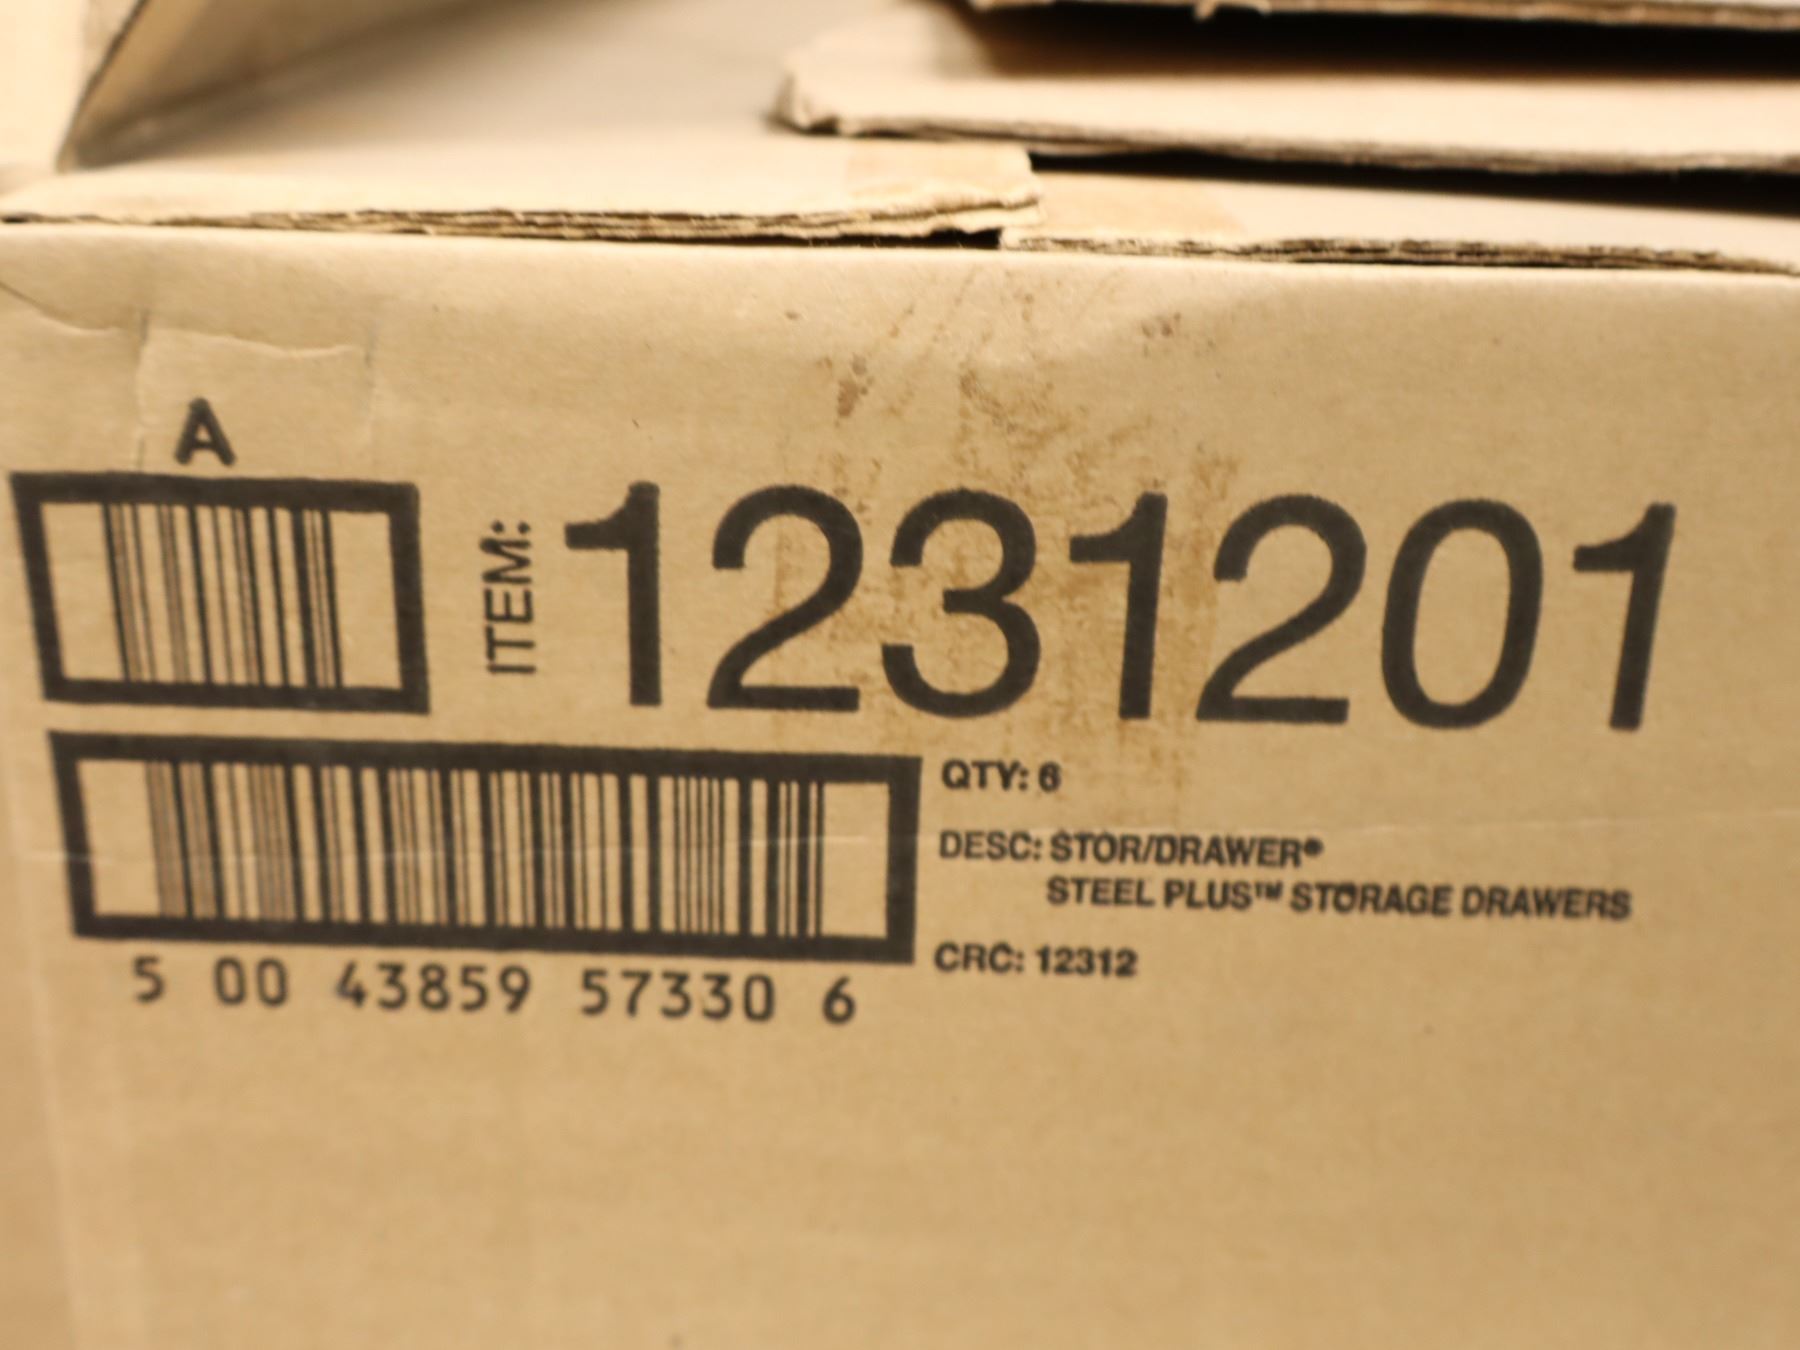 A
ITEM: 1231201
QTY: 6
DESC: STOR/DRAWER®
STEEL PLUS™ STORAGE DRAWERS
CRC: 12312
5 00 43859 57330 6